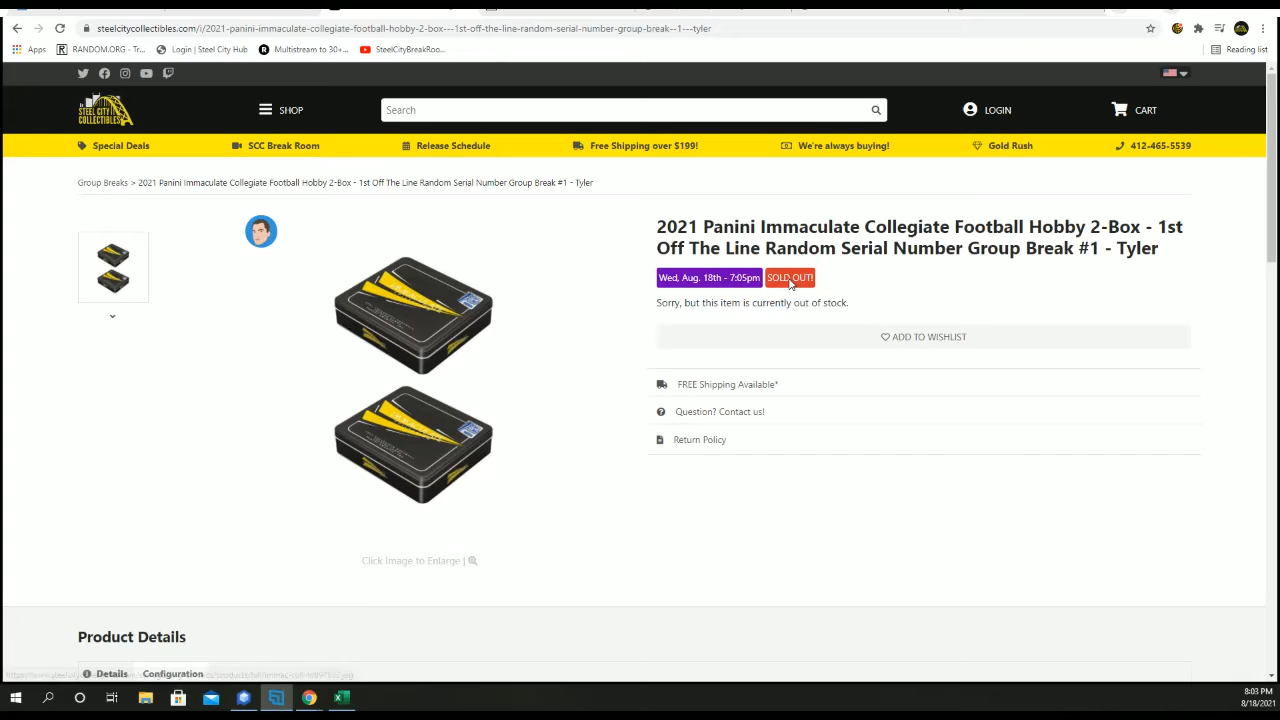 steelcitycollectibles.com/i/2021-panini-immaculate-collegiate-football-hobby-2-box---1st-off-the-line-random-serial-number-group-break--1---tyler
Apps RANDOM.ORG - Tr... Login | Steel City Hub Multistream to 30+... SteelCityBreakRoo... Reading list
STEEL CITY
COLLECTIBLES
SHOP
Search
LOGIN
CART
Special Deals
SCC Break Room
Release Schedule
Free Shipping over $199!
We're always buying!
Gold Rush
412-465-5539
Group Breaks > 2021 Panini Immaculate Collegiate Football Hobby 2-Box - 1st Off The Line Random Serial Number Group Break #1 - Tyler
2021 Panini Immaculate Collegiate Football Hobby 2-Box - 1st
Off The Line Random Serial Number Group Break #1 - Tyler
Wed, Aug. 18th - 7:05pm SOLD OUT!
Sorry, but this item is currently out of stock.
ADD TO WISHLIST
FREE Shipping Available*
Question? Contact us!
Return Policy
Click Image to Enlarge |
Product Details
Details Configuration
8:03 PM
8/18/2021